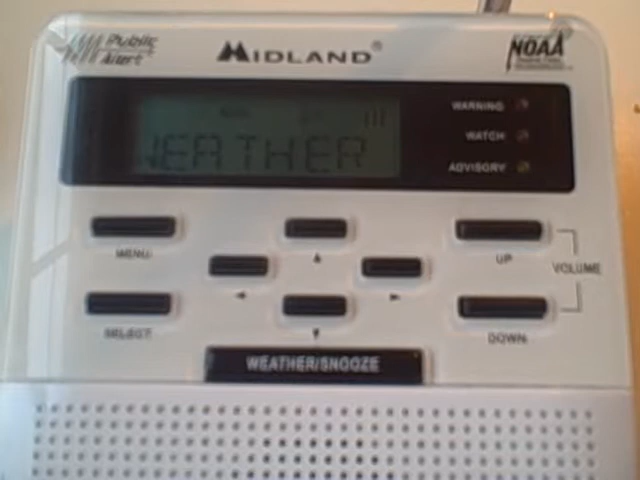 Public
Alert
MIDLAND®
NOAA
WEATHER
WARNING
WATCH
ADVISORY
MENU
UP
VOLUME
SELECT
DOWN
WEATHER/SNOOZE